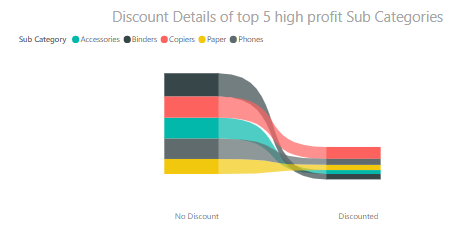 Discount Details of top 5 high profit Sub Categories
Sub Category Accessories Binders Copiers Paper Phones
No Discount Discounted